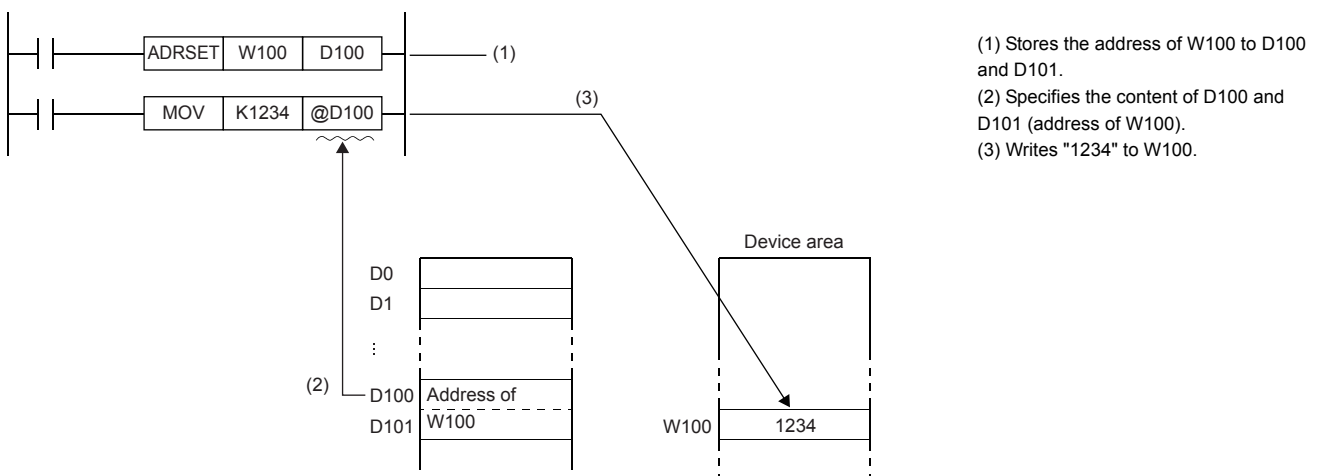 ADRSET W100 D100 (1)
MOV K1234 @D100
(3)
(1) Stores the address of W100 to D100
and D101.
(2) Specifies the content of D100 and
D101 (address of W100).
(3) Writes "1234" to W100.
Device area
D0
D1
⋮
(2)
D100 Address of
D101 W100
W100 1234